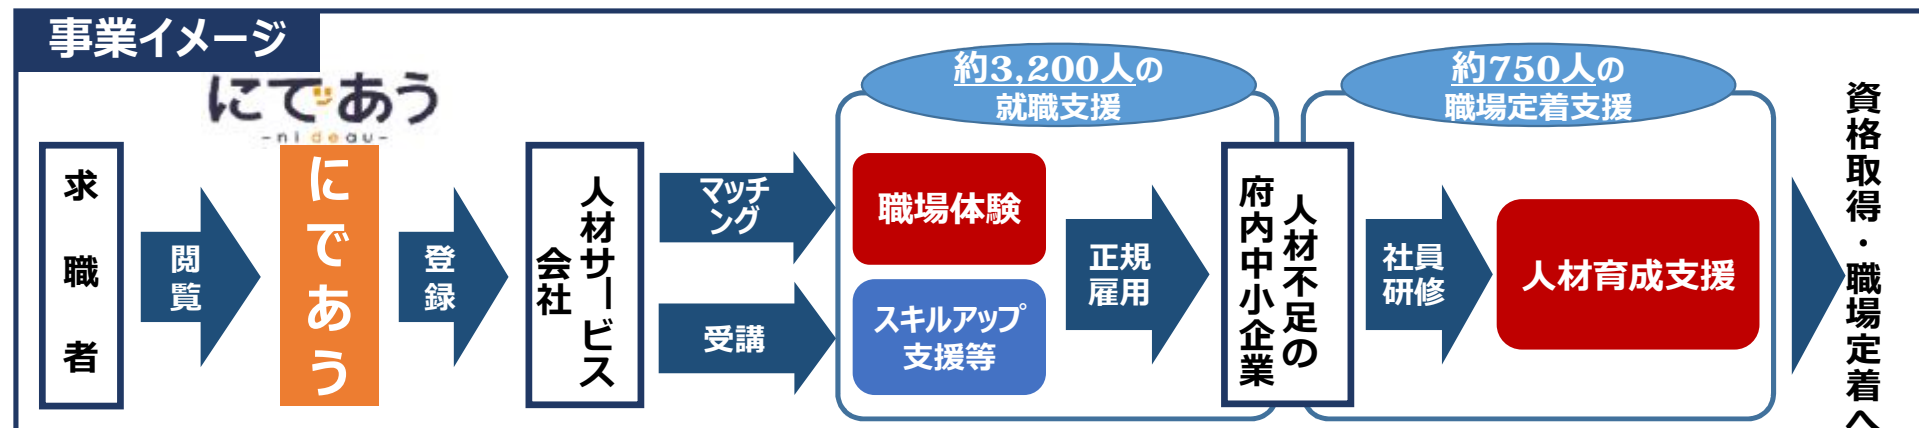 事業イメージ
にであう
-nideau-
求職者
閲
覧
にであう
登
録
人材サービス
会社
マッチ
ング
受講
約3,200人の
就職支援
職場体験
スキルアップ
支援等
正規
雇用
人材不足の
府内中小企業
約750人の
職場定着支援
社員
研修
人材育成支援
資格取得・職場定着へ